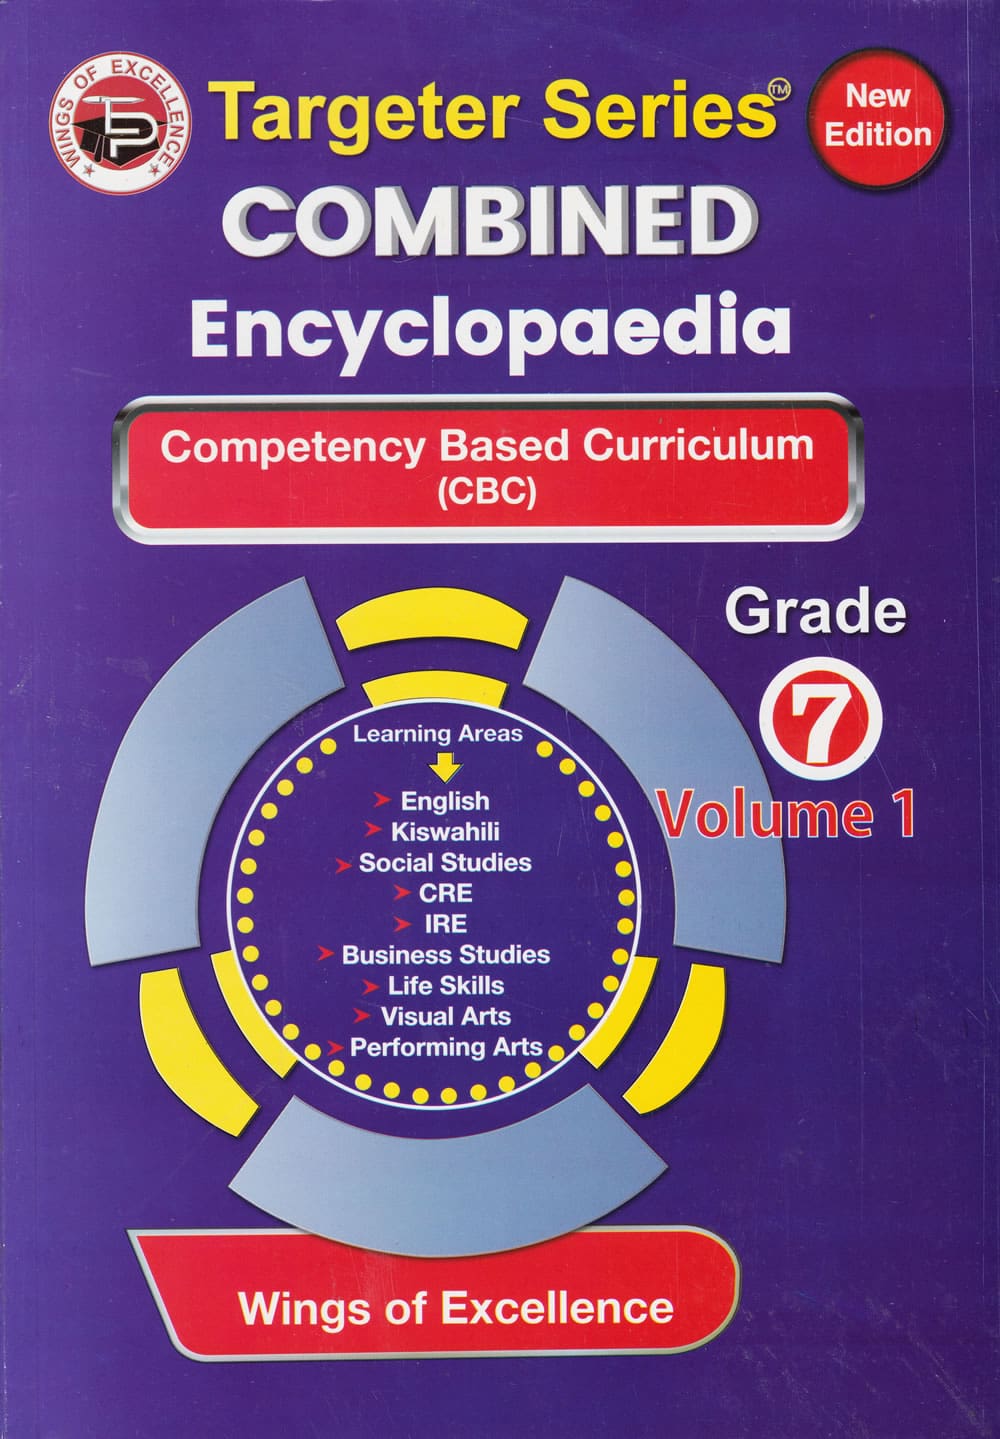 WINGS OF EXCELLENCE
Targeter Series™
New
Edition
COMBINED
Encyclopaedia
Competency Based Curriculum
(CBC)
Grade
7
Volume 1
Learning Areas
English
Kiswahili
Social Studies
CRE
IRE
Business Studies
Life Skills
Visual Arts
Performing Arts
Wings of Excellence